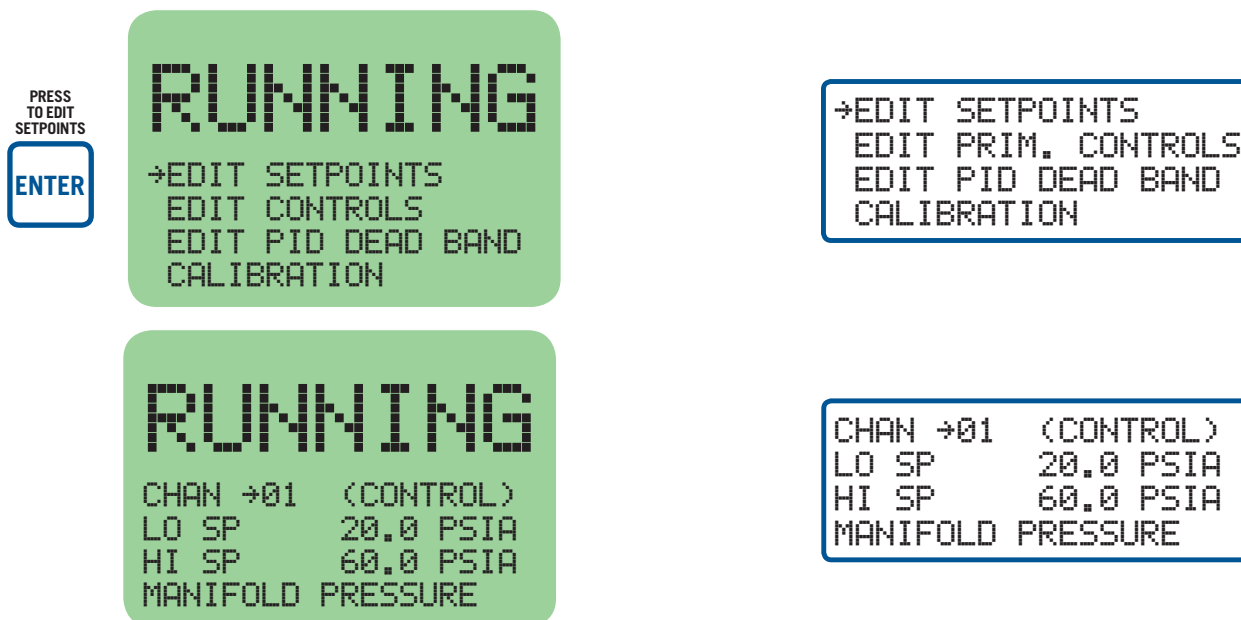 PRESS
TO EDIT
SETPOINTS
ENTER
RUNNING
→EDIT SETPOINTS
EDIT CONTROLS
EDIT PID DEAD BAND
CALIBRATION
→EDIT SETPOINTS
EDIT PRIM. CONTROLS
EDIT PID DEAD BAND
CALIBRATION
RUNNING
CHAN →01 (CONTROL)
LO SP 20.0 PSIA
HI SP 60.0 PSIA
MANIFOLD PRESSURE
CHAN →01 (CONTROL)
LO SP 20.0 PSIA
HI SP 60.0 PSIA
MANIFOLD PRESSURE